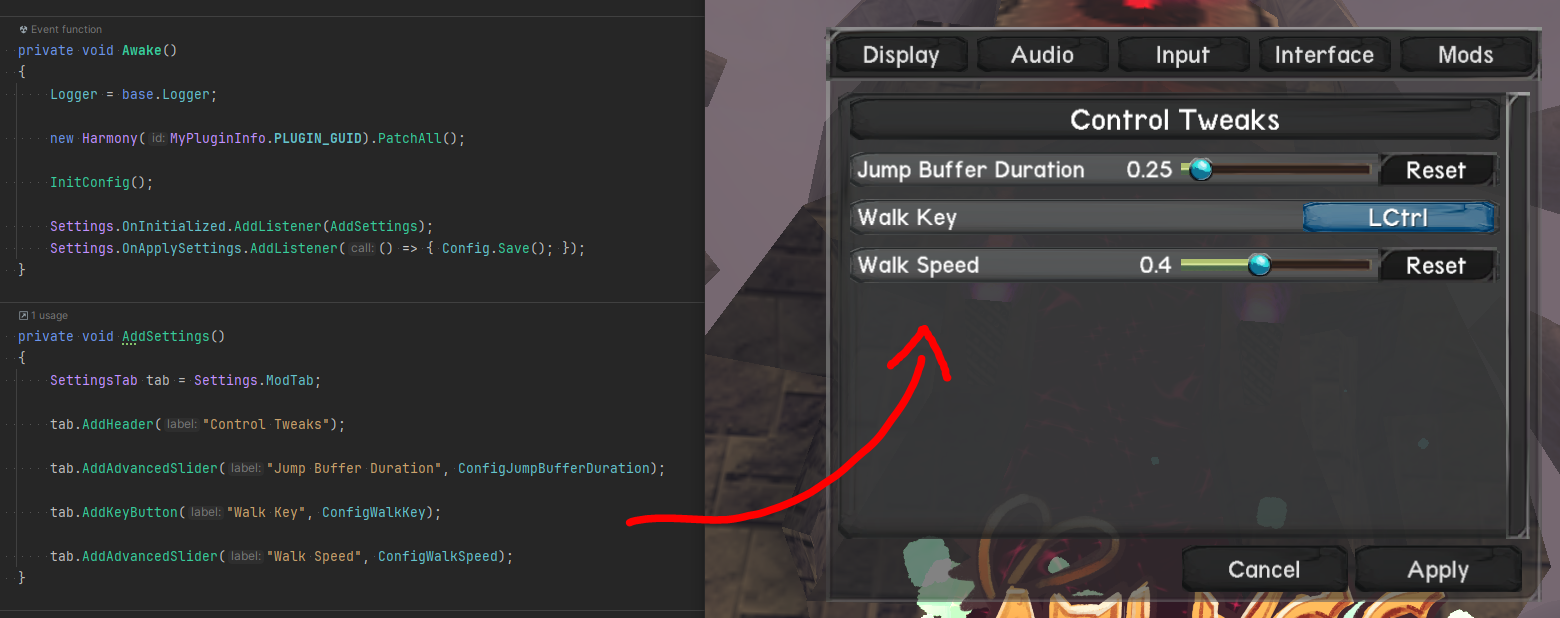 Event function
private void Awake()
{
Logger = base.Logger;
new Harmony(id: MyPluginInfo.PLUGIN_GUID).PatchAll();
InitConfig();
Settings.OnInitialized.AddListener(AddSettings);
Settings.OnApplySettings.AddListener(call: () => { Config.Save(); });
}
1 usage
private void AddSettings()
{
SettingsTab tab = Settings.ModTab;
tab.AddHeader(label: "Control Tweaks");
tab.AddAdvancedSlider(label: "Jump Buffer Duration", ConfigJumpBufferDuration);
tab.AddKeyButton(label: "Walk Key", ConfigWalkKey);
tab.AddAdvancedSlider(label: "Walk Speed", ConfigWalkSpeed);
}
Display Audio Input Interface Mods
Control Tweaks
Jump Buffer Duration 0.25 Reset
Walk Key LCtrl
Walk Speed 0.4 Reset
Cancel Apply